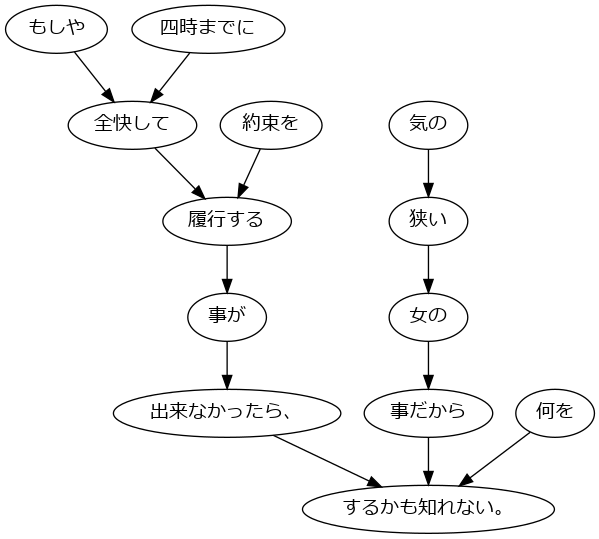 もしや
四時までに
全快して
約束を
気の
履行する
狭い
事が
女の
出来なかったら、
事だから
何を
するかも知れない。